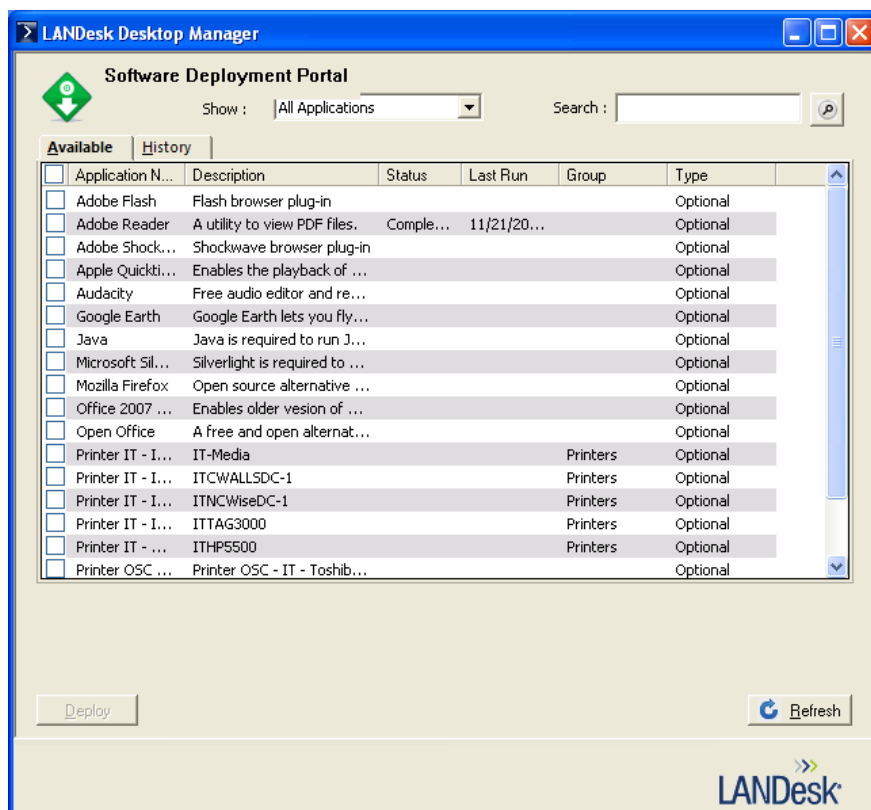 LANDesk Desktop Manager
Software Deployment Portal
Show : All Applications Search :
Available History
Application N... Description Status Last Run Group Type
Adobe Flash Flash browser plug-in Optional
Adobe Reader A utility to view PDF files. Comple... 11/21/20... Optional
Adobe Shock... Shockwave browser plug-in Optional
Apple Quickti... Enables the playback of ... Optional
Audacity Free audio editor and re... Optional
Google Earth Google Earth lets you fly... Optional
Java Java is required to run J... Optional
Microsoft Sil... Silverlight is required to ... Optional
Mozilla Firefox Open source alternative ... Optional
Office 2007 ... Enables older vesion of ... Optional
Open Office A free and open alternat... Optional
Printer IT - I... IT-Media Printers Optional
Printer IT - I... ITCWALLSDC-1 Printers Optional
Printer IT - I... ITNCWiseDC-1 Printers Optional
Printer IT - I... ITTAG3000 Printers Optional
Printer IT - ... ITHP5500 Printers Optional
Printer OSC ... Printer OSC - IT - Toshib... Optional
Deploy Refresh
LANDesk